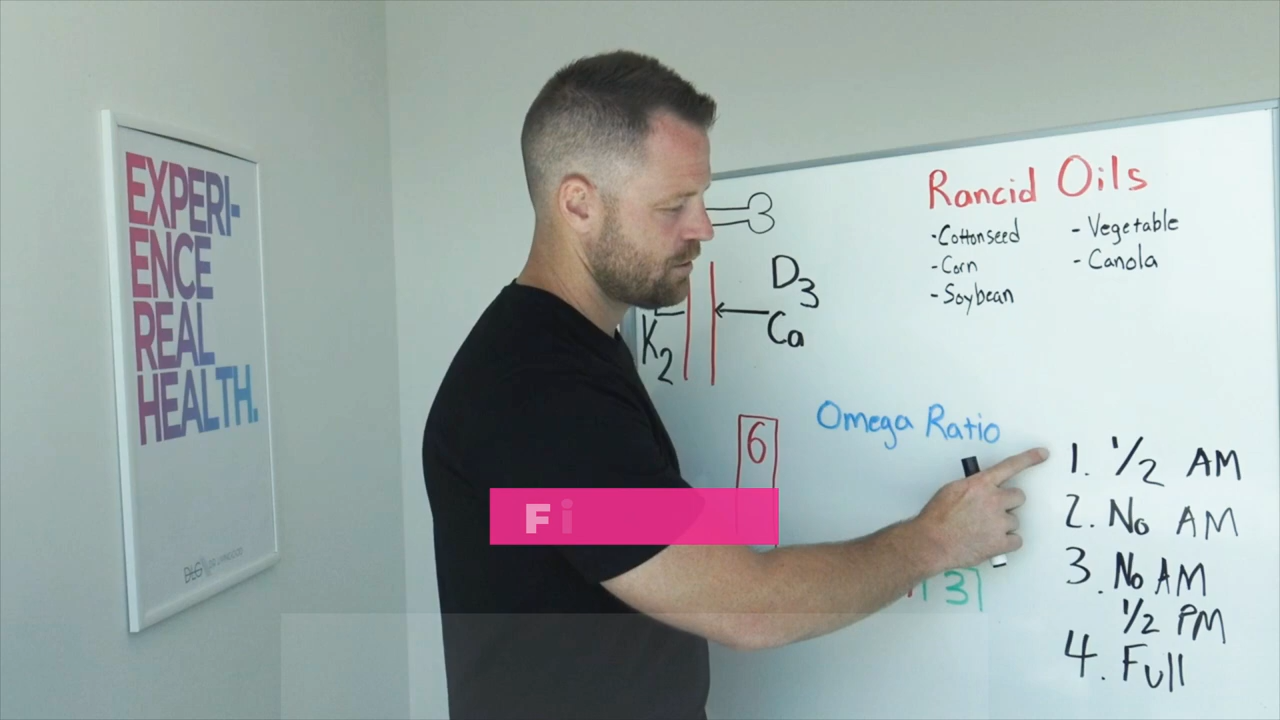 EXPERI-
ENCE
REAL
HEALTH.
DLG
Rancid Oils
-Cottonseed
-Corn
-Soybean
- Vegetable
- Canola
D3
Ca
K2
6
Omega Ratio
3
1. 1/2 AM
2. No AM
3. No AM
1/2 PM
4. Full
Fi